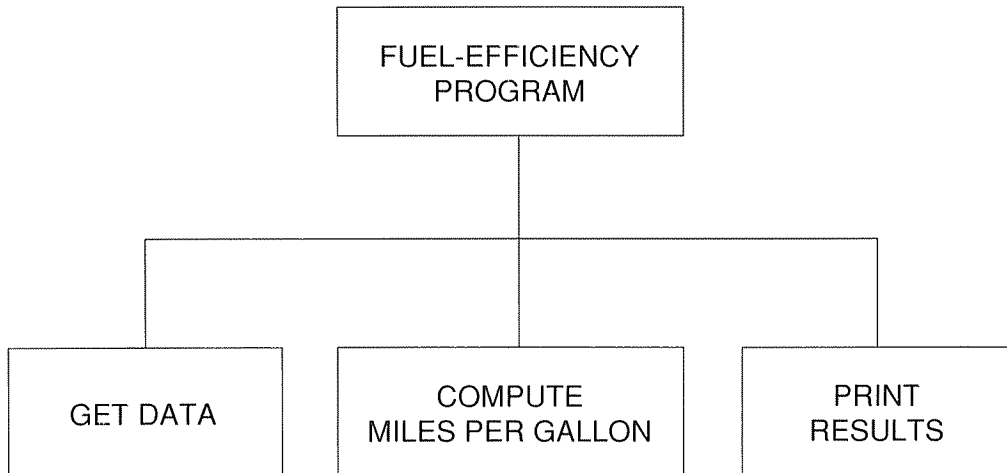 FUEL-EFFICIENCY
PROGRAM
GET DATA
COMPUTE
MILES PER GALLON
PRINT
RESULTS